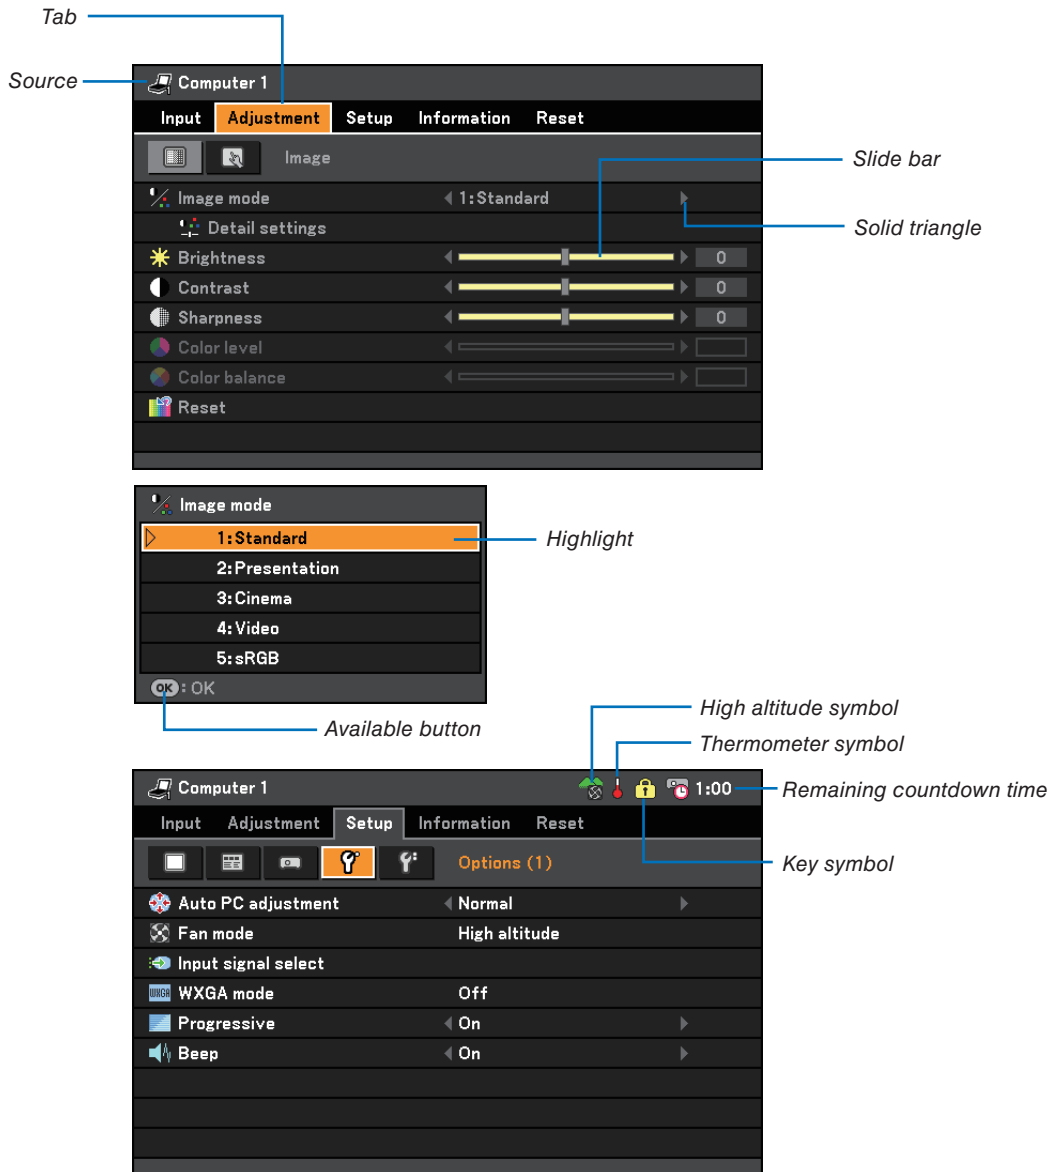 Tab
Source
Computer 1
Input Adjustment Setup Information Reset
Image
Slide bar
Image mode 1:Standard
Solid triangle
Detail settings
Brightness 0
Contrast 0
Sharpness 0
Color level
Color balance
Reset
Image mode
1:Standard
Highlight
2:Presentation
3:Cinema
4:Video
5:sRGB
OK : OK
Available button
High altitude symbol
Thermometer symbol
Computer 1 1:00
Remaining countdown time
Input Adjustment Setup Information Reset
Options (1)
Key symbol
Auto PC adjustment Normal
Fan mode High altitude
Input signal select
WXGA WXGA mode Off
Progressive On
Beep On